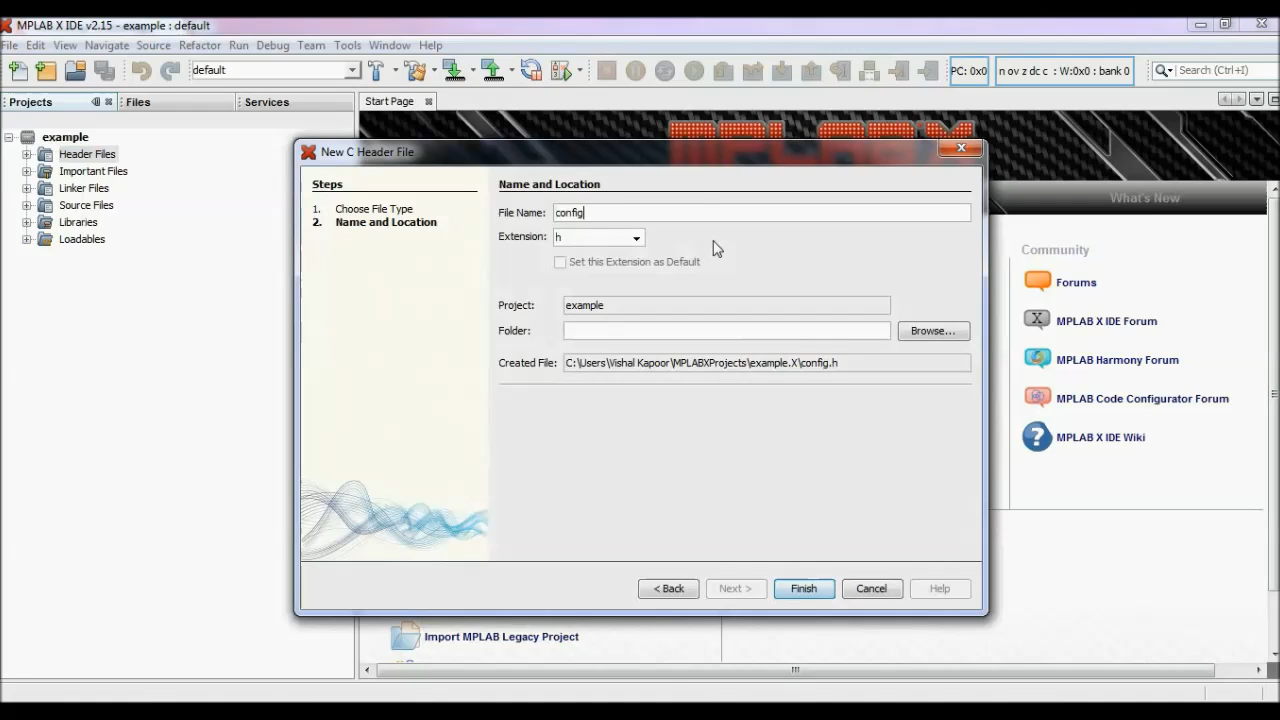 MPLAB X IDE v2.15 - example : default
File Edit View Navigate Source Refactor Run Debug Team Tools Window Help
default
PC: 0x0
n ov z dc c : W:0x0 : bank 0
Search (Ctrl+I)
Projects
Files
Services
Start Page
example
Header Files
Important Files
Linker Files
Source Files
Libraries
Loadables
New C Header File
Steps
1. Choose File Type
2. Name and Location
Name and Location
File Name: config
Extension: h
Set this Extension as Default
Project: example
Folder:
Browse...
Created File: C:\Users\Vishal Kapoor\MPLABXProjects\example.X\config.h
< Back
Next >
Finish
Cancel
Help
What's New
Community
Forums
MPLAB X IDE Forum
MPLAB Harmony Forum
MPLAB Code Configurator Forum
MPLAB X IDE Wiki
Import MPLAB Legacy Project